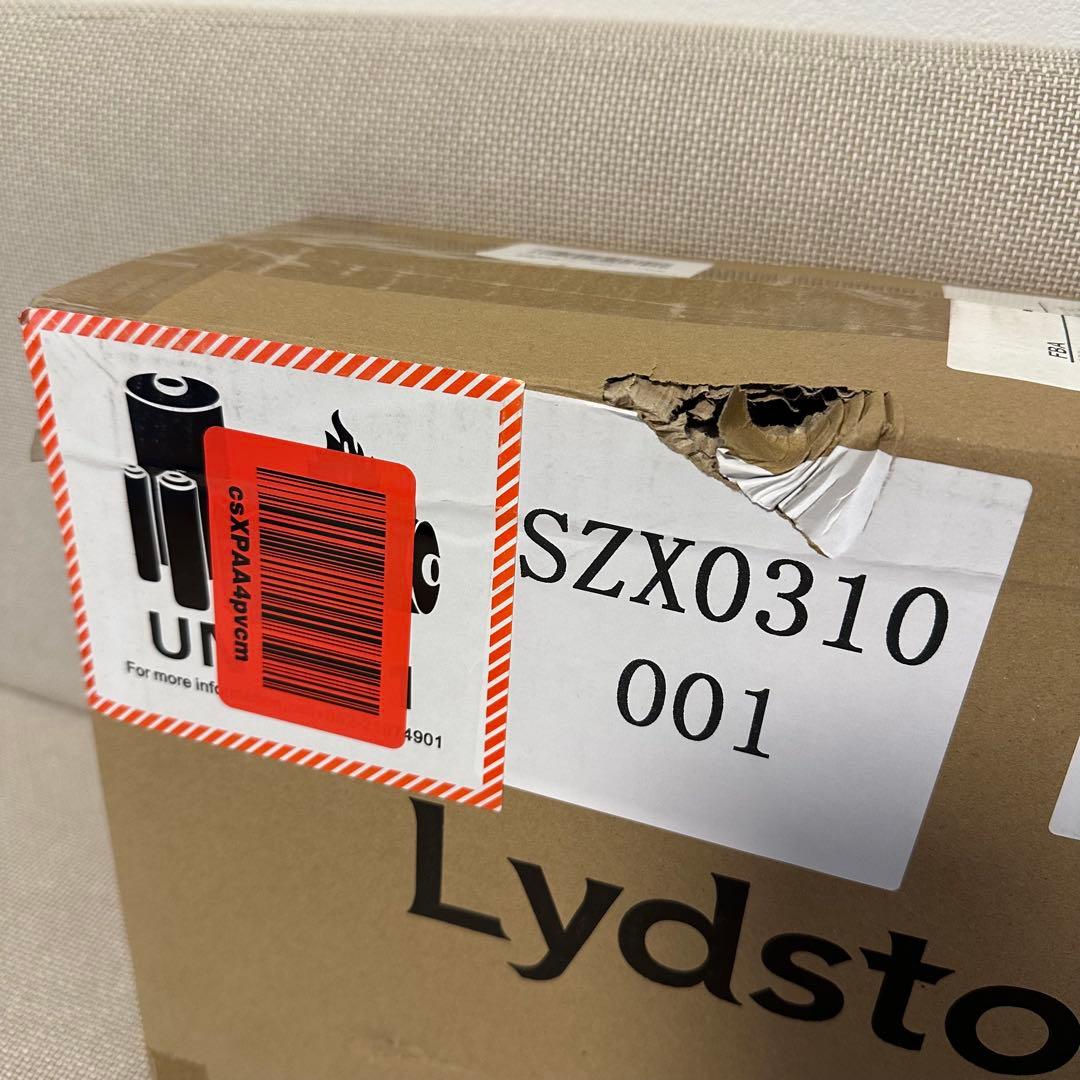 FBA
csXPAA4pvcm
UN
For more info
4901
SZX0310
001
Lydsto